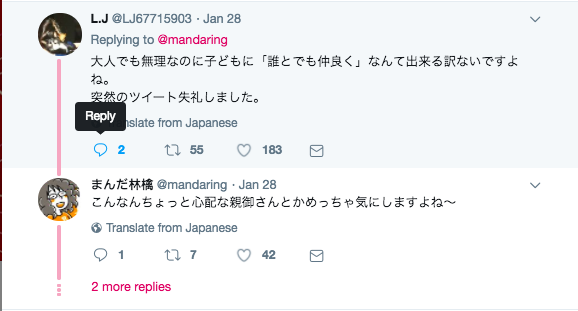 L.J @LJ67715903 · Jan 28
Replying to @mandaring
大人でも無理なのに子どもに「誰とでも仲良く」なんて出来る訳ないですよ
ね。
突然のツイート失礼しました。
Reply
nslate from Japanese
2 55 183
まんだ林檎 @mandaring · Jan 28
こんなんちょっと心配な親御さんとかめっちゃ気にしますよね〜
Translate from Japanese
1 7 42
2 more replies